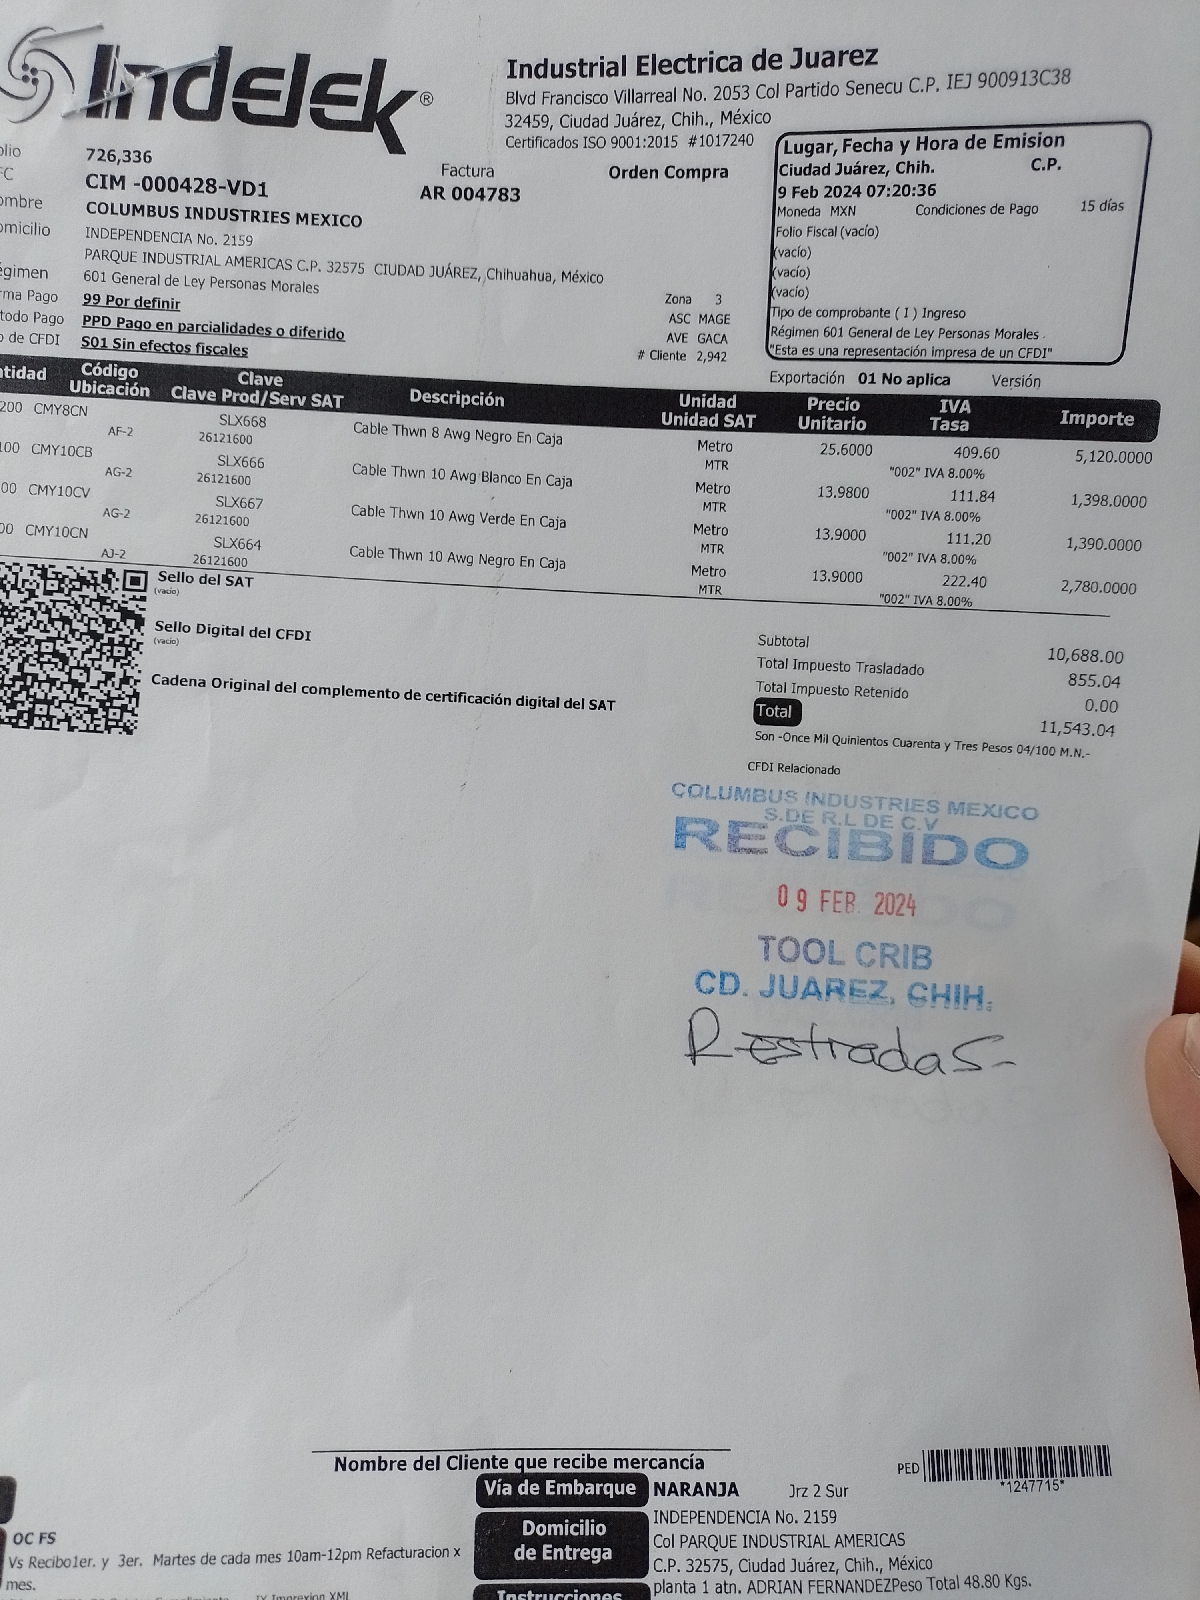 Indelek®
Industrial Electrica de Juarez
Blvd Francisco Villarreal No. 2053 Col Partido Senecu C.P. IEJ 900913C38
32459, Ciudad Juárez, Chih., México
Certificados ISO 9001:2015 #1017240
olio 726,336
FC CIM -000428-VD1
Factura
AR 004783
Orden Compra
ombre COLUMBUS INDUSTRIES MEXICO
omicilio INDEPENDENCIA No. 2159
PARQUE INDUSTRIAL AMERICAS C.P. 32575 CIUDAD JUÁREZ, Chihuahua, México
égimen 601 General de Ley Personas Morales
rma Pago 99 Por definir
todo Pago PPD Pago en parcialidades o diferido
o de CFDI S01 Sin efectos fiscales
Zona 3
ASC MAGE
AVE GACA
# Cliente 2,942
Lugar, Fecha y Hora de Emision
Ciudad Juárez, Chih. C.P.
9 Feb 2024 07:20:36
Moneda MXN Condiciones de Pago 15 días
Folio Fiscal (vacío)
(vacío)
(vacío)
(vacío)
Tipo de comprobante ( I ) Ingreso
Régimen 601 General de Ley Personas Morales
"Esta es una representación impresa de un CFDI"
Exportación 01 No aplica Versión
ntidad Código Ubicación Clave Clave Prod/Serv SAT Descripción Unidad Unidad SAT Precio Unitario IVA Tasa Importe
200 CMY8CN SLX668 Cable Thwn 8 Awg Negro En Caja Metro 25.6000 409.60 5,120.0000
AF-2 26121600 MTR "002" IVA 8.00%
100 CMY10CB SLX666 Cable Thwn 10 Awg Blanco En Caja Metro 13.9800 111.84 1,398.0000
AG-2 26121600 MTR "002" IVA 8.00%
00 CMY10CV SLX667 Cable Thwn 10 Awg Verde En Caja Metro 13.9000 111.20 1,390.0000
AG-2 26121600 MTR "002" IVA 8.00%
00 CMY10CN SLX664 Cable Thwn 10 Awg Negro En Caja Metro 13.9000 222.40 2,780.0000
AJ-2 26121600 MTR "002" IVA 8.00%
Sello del SAT
(vacío)
Sello Digital del CFDI
(vacío)
Cadena Original del complemento de certificación digital del SAT
Subtotal 10,688.00
Total Impuesto Trasladado 855.04
Total Impuesto Retenido 0.00
Total 11,543.04
Son -Once Mil Quinientos Cuarenta y Tres Pesos 04/100 M.N.-
CFDI Relacionado
COLUMBUS INDUSTRIES MEXICO
S.DE R.L DE C.V
RECIBIDO
09 FEB. 2024
TOOL CRIB
CD. JUAREZ, CHIH.
R estradas-
Nombre del Cliente que recibe mercancía
PED *1247715*
Vía de Embarque NARANJA Jrz 2 Sur
Domicilio de Entrega
INDEPENDENCIA No. 2159
Col PARQUE INDUSTRIAL AMERICAS
C.P. 32575, Ciudad Juárez, Chih., México
planta 1 atn. ADRIAN FERNANDEZPeso Total 48.80 Kgs.
OC FS
Vs Recibo1er. y 3er. Martes de cada mes 10am-12pm Refacturacion x
mes.
Instrucciones